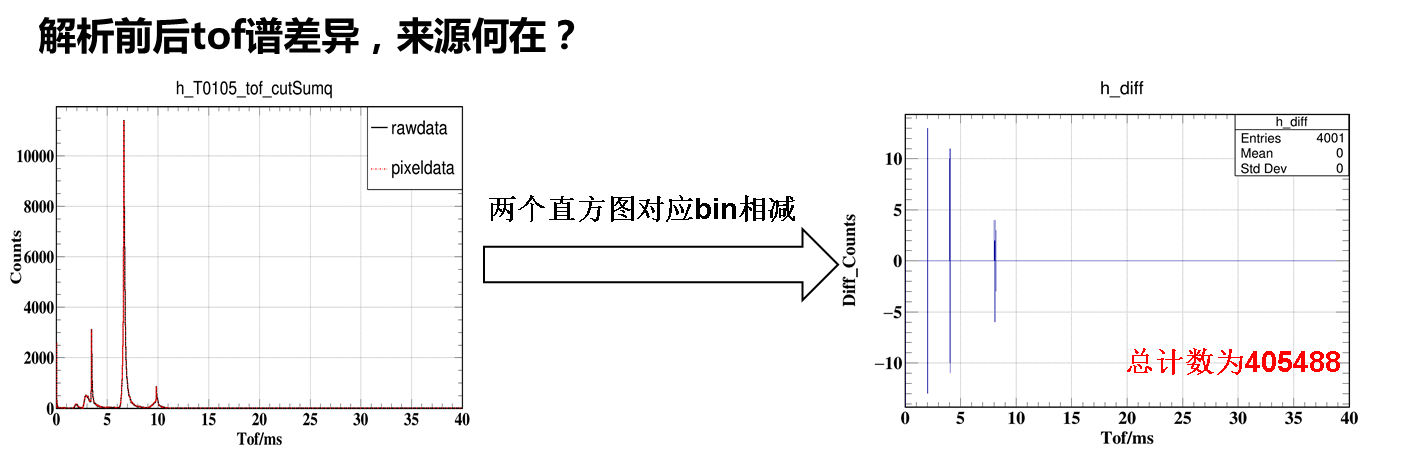 解析前后tof谱差异，来源何在？
h_T0105_tof_cutSumq
rawdata
pixeldata
10000
8000
6000
4000
2000
0
Counts
0 5 10 15 20 25 30 35 40
Tof/ms
两个直方图对应bin相减
h_diff
h_diff
Entries 4001
Mean 0
Std Dev 0
10
5
0
−5
−10
Diff_Counts
总计数为405488
0 5 10 15 20 25 30 35 40
Tof/ms